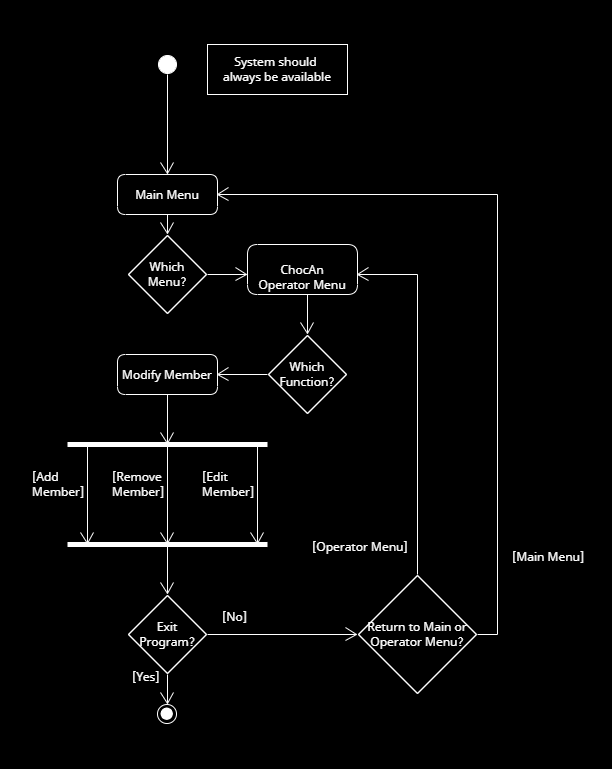 System should
always be available
Main Menu
Which
Menu?
ChocAn
Operator Menu
Which
Function?
Modify Member
[Add
Member]
[Remove
Member]
[Edit
Member]
[Operator Menu]
[Main Menu]
Exit
Program?
[No]
Return to Main or
Operator Menu?
[Yes]